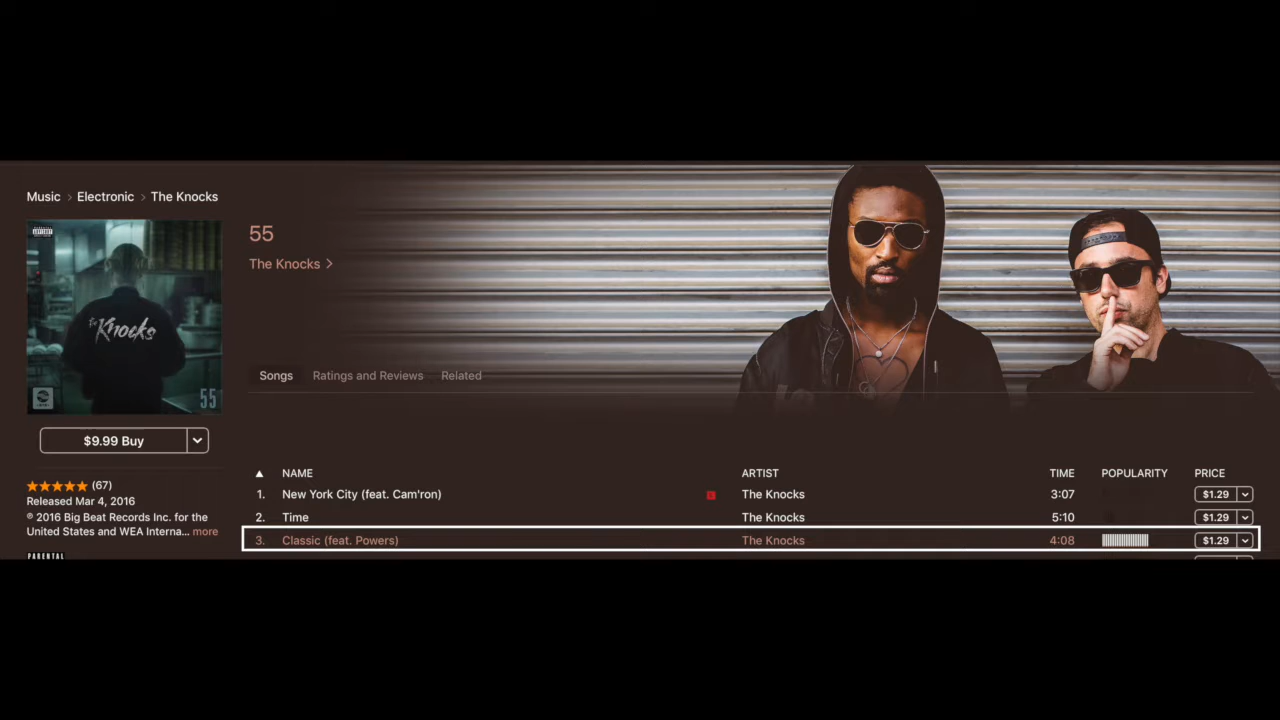 Music > Electronic > The Knocks
The Knocks
55
$9.99 Buy
(67)
Released Mar 4, 2016
℗ 2016 Big Beat Records Inc. for the
United States and WEA Interna... more
PARENTAL
55
The Knocks >
Songs Ratings and Reviews Related
▲ NAME ARTIST TIME POPULARITY PRICE
1. New York City (feat. Cam'ron) E The Knocks 3:07 $1.29
2. Time The Knocks 5:10 $1.29
3. Classic (feat. Powers) The Knocks 4:08 $1.29